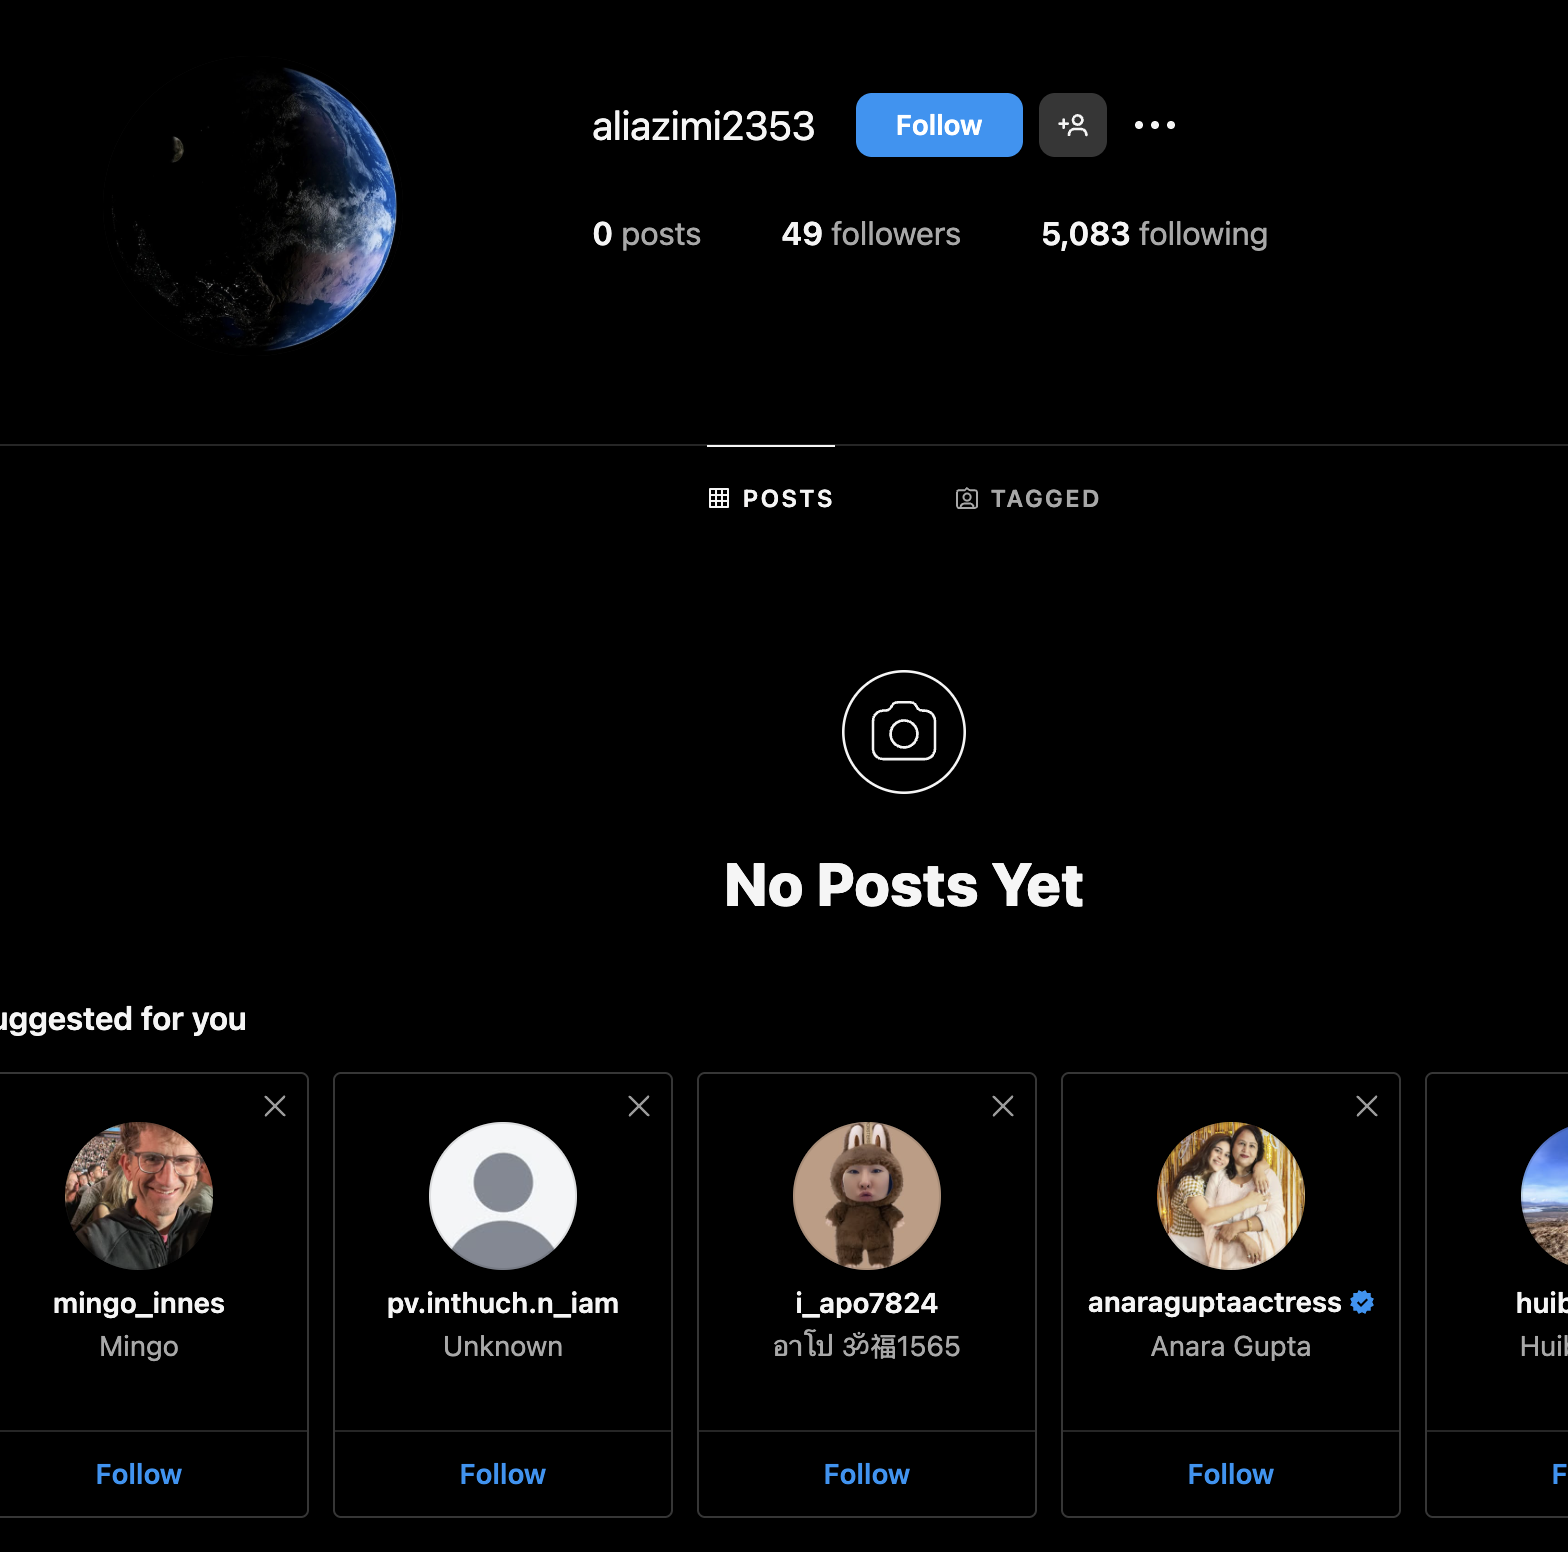 aliazimi2353
Follow
0 posts
49 followers
5,083 following
POSTS
TAGGED
No Posts Yet
uggested for you
mingo_innes
Mingo
Follow
pv.inthuch.n_iam
Unknown
Follow
i_apo7824
อาโป ॐ福1565
Follow
anaraguptaactress
Anara Gupta
Follow
huib
Huib
F